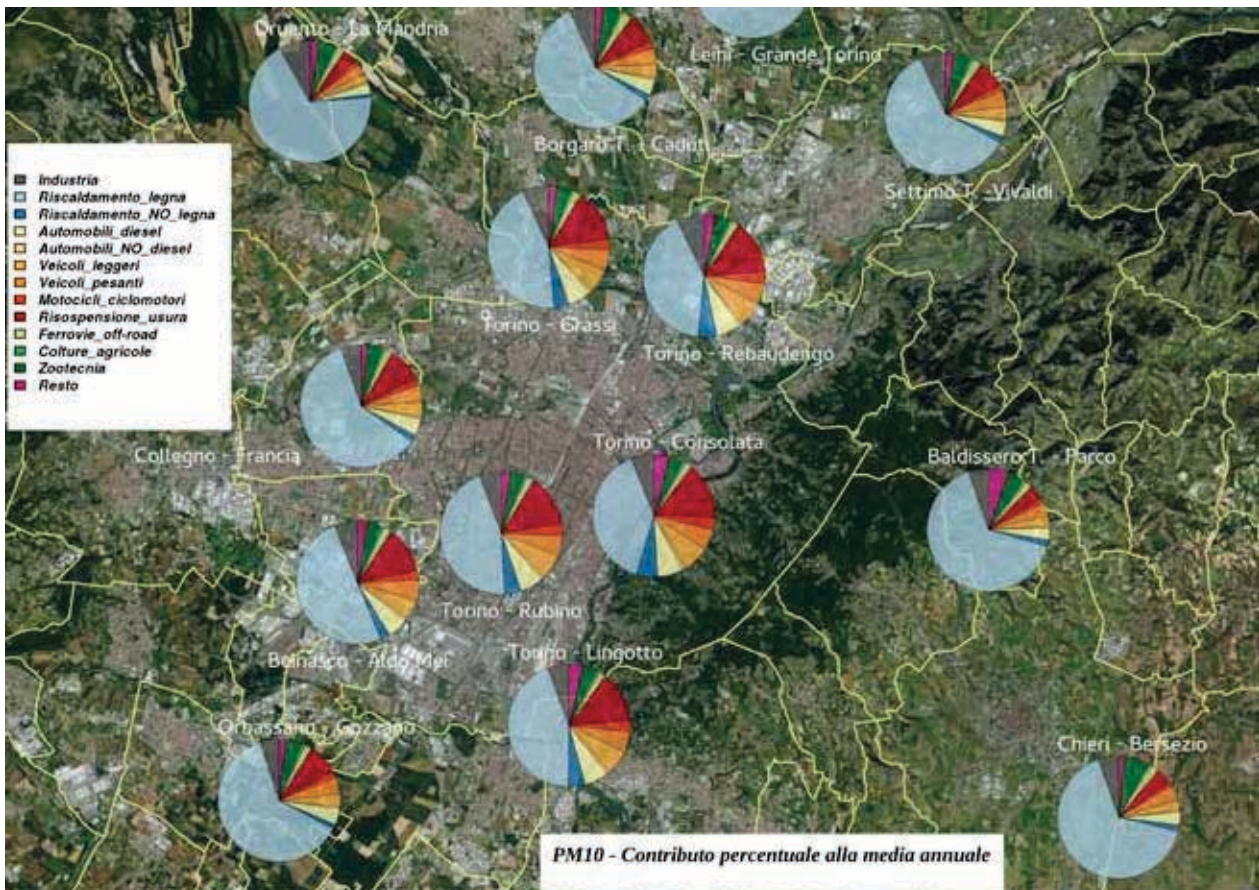 Druento - La Mandria
Leinì - Grande Torino
Borgaro T. - Caduti
Settimo T. - Vivaldi
Industria
Riscaldamento_legna
Riscaldamento_NO_legna
Automobili_diesel
Automobili_NO_diesel
Veicoli_leggeri
Veicoli_pesanti
Motocicli_ciclomotori
Risospensione_usura
Ferrovie_off-road
Colture_agricole
Zootecnia
Resto
Torino - Grassi
Torino - Rebaudengo
Collegno - Francia
Torino - Consolata
Baldissero T. - Parco
Torino - Rubino
Beinasco - Aldo Mei
Torino - Lingotto
Orbassano - Gozzano
Chieri - Bersezio
PM10 - Contributo percentuale alla media annuale